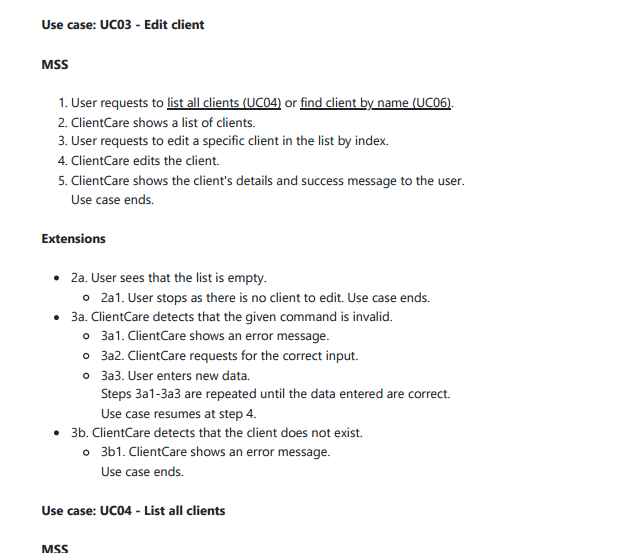 Use case: UC03 - Edit client
MSS
1. User requests to list all clients (UC04) or find client by name (UC06).
2. ClientCare shows a list of clients.
3. User requests to edit a specific client in the list by index.
4. ClientCare edits the client.
5. ClientCare shows the client's details and success message to the user.
Use case ends.
Extensions
• 2a. User sees that the list is empty.
○ 2a1. User stops as there is no client to edit. Use case ends.
• 3a. ClientCare detects that the given command is invalid.
○ 3a1. ClientCare shows an error message.
○ 3a2. ClientCare requests for the correct input.
○ 3a3. User enters new data.
Steps 3a1-3a3 are repeated until the data entered are correct.
Use case resumes at step 4.
• 3b. ClientCare detects that the client does not exist.
○ 3b1. ClientCare shows an error message.
Use case ends.
Use case: UC04 - List all clients
MSS